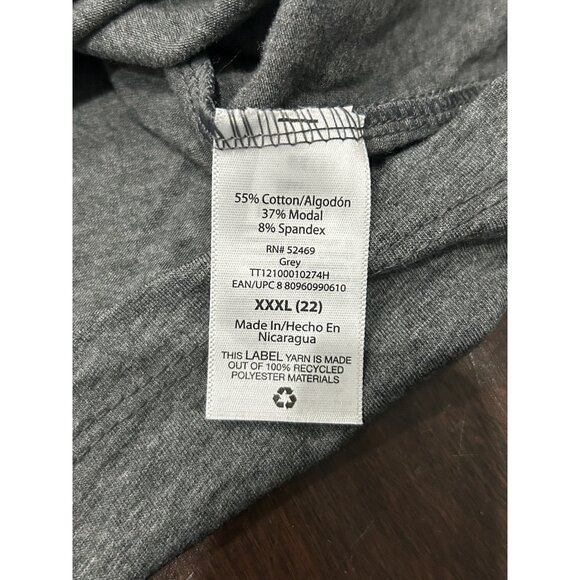 55% Cotton/Algodón
37% Modal
8% Spandex
RN# 52469
Grey
TT12100010274H
EAN/UPC 8 80960990610
XXXL (22)
Made In/Hecho En
Nicaragua
THIS LABEL YARN IS MADE
OUT OF 100% RECYCLED
POLYESTER MATERIALS